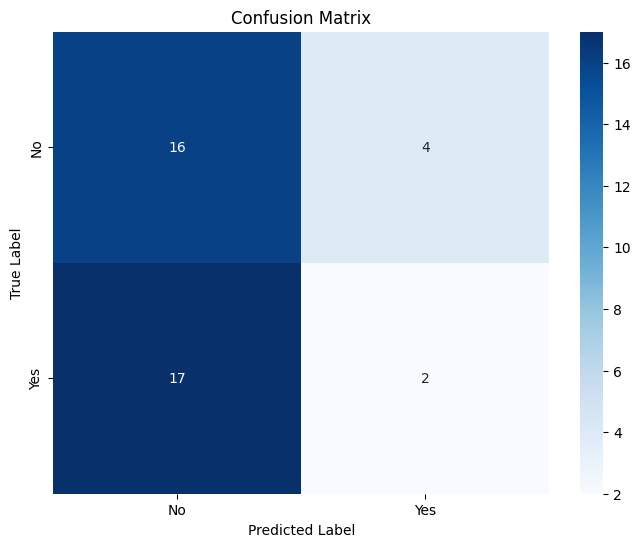 Confusion Matrix
True Label
No
16
4
Yes
17
2
No
Yes
Predicted Label
16
14
12
10
8
6
4
2